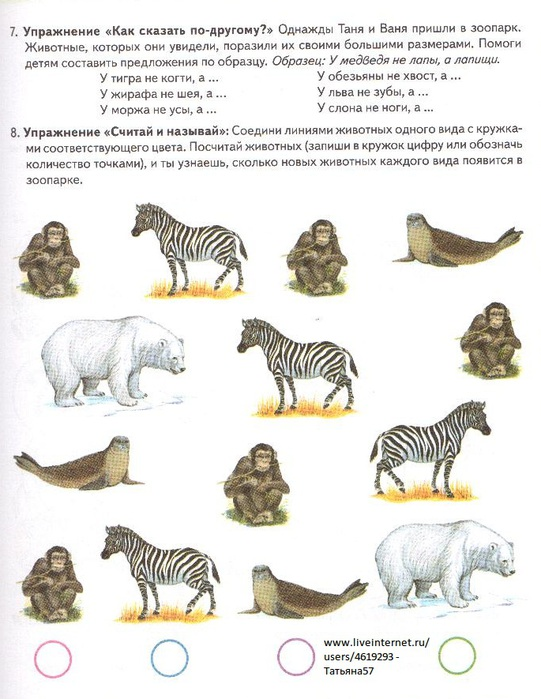 7. Упражнение «Как сказать по-другому?» Однажды Таня и Ваня пришли в зоопарк.
Животные, которых они увидели, поразили их своими большими размерами. Помоги
детям составить предложения по образцу. Образец: У медведя не лапы, а лапищи.
У тигра не когти, а ... У обезьяны не хвост, а ...
У жирафа не шея, а ... У льва не зубы, а ...
У моржа не усы, а ... У слона не ноги, а ...
8. Упражнение «Считай и называй»: Соедини линиями животных одного вида с кружка-
ми соответствующего цвета. Посчитай животных (запиши в кружок цифру или обозначь
количество точками), и ты узнаешь, сколько новых животных каждого вида появится в
зоопарке.
www.liveinternet.ru/
users/4619293 -
Татьяна57